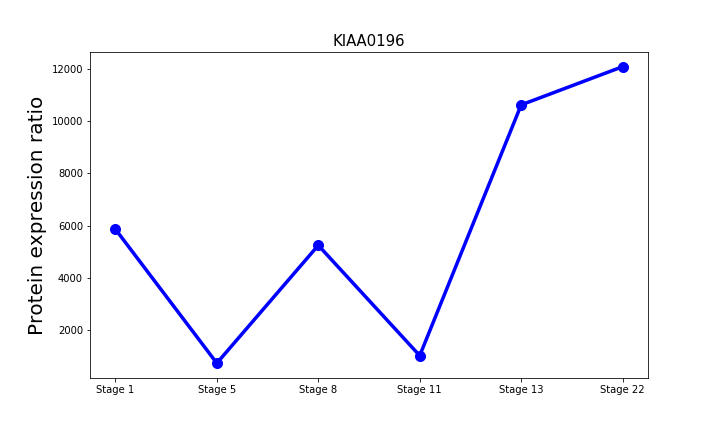 KIAA0196
Protein expression ratio
12000
10000
8000
6000
4000
2000
Stage 1
Stage 5
Stage 8
Stage 11
Stage 13
Stage 22